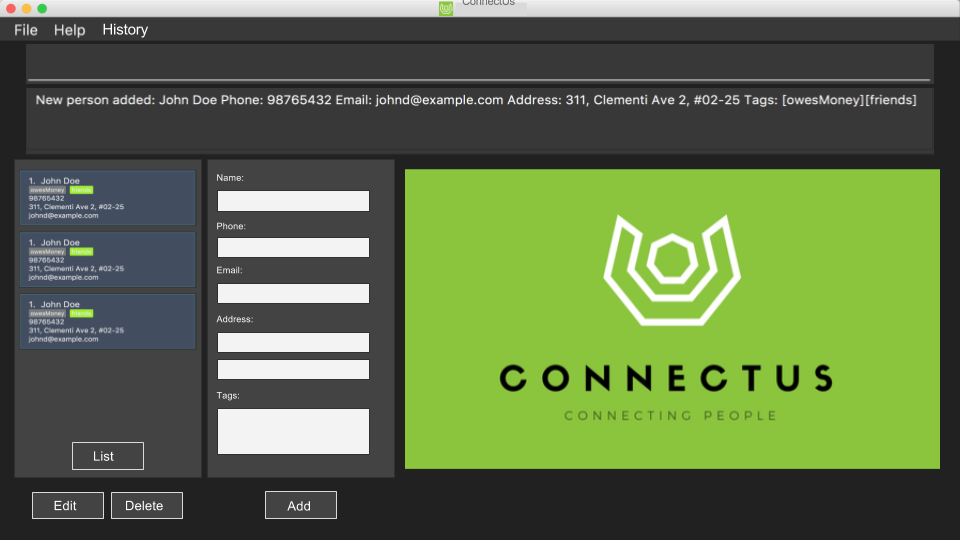 ConnectUs
File Help History
New person added: John Doe Phone: 98765432 Email: johnd@example.com Address: 311, Clementi Ave 2, #02-25 Tags: [owesMoney][friends]
1. John Doe
owesMoney friends
98765432
311, Clementi Ave 2, #02-25
johnd@example.com
1. John Doe
owesMoney friends
98765432
311, Clementi Ave 2, #02-25
johnd@example.com
1. John Doe
owesMoney friends
98765432
311, Clementi Ave 2, #02-25
johnd@example.com
List
Edit Delete
Name:
Phone:
Email:
Address:
Tags:
Add
CONNECTUS
CONNECTING PEOPLE